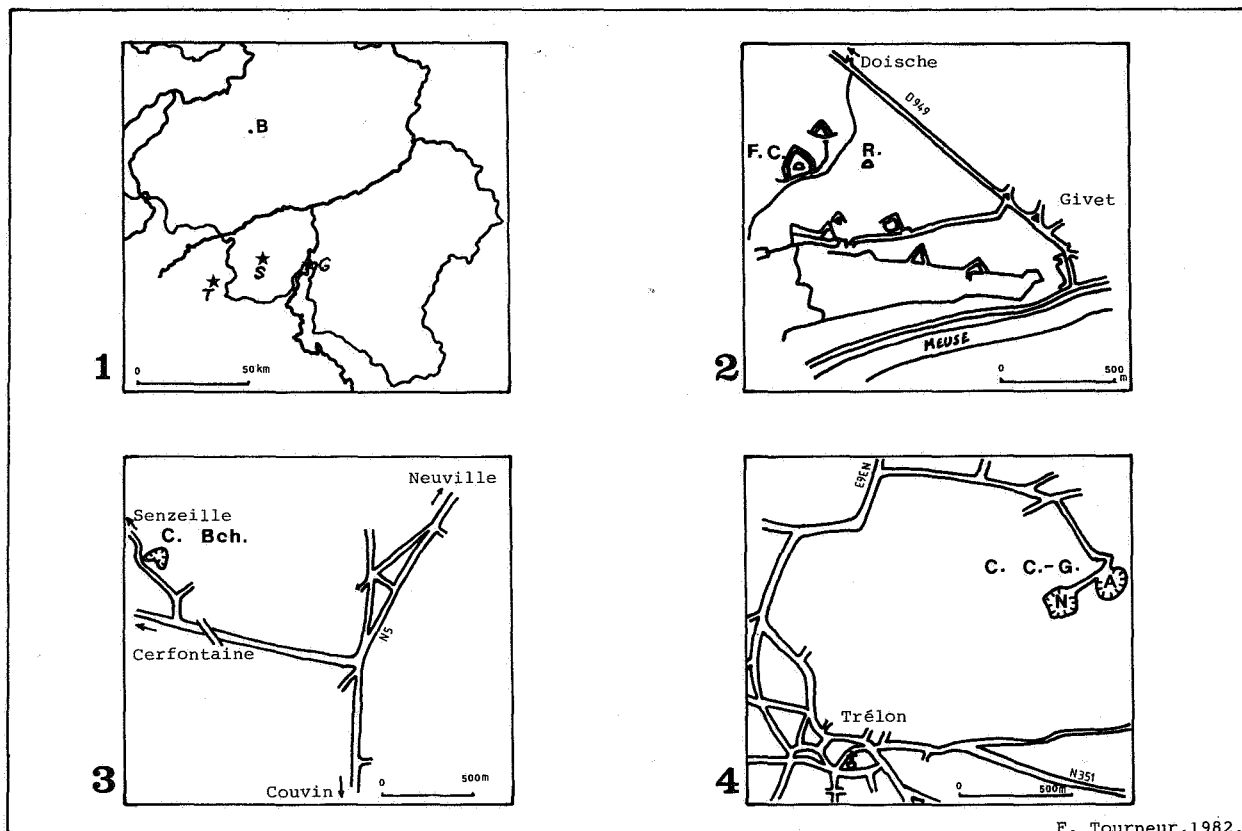 .B
S
T
G
0 50 km
1
Doische
D949
F.C.
R.
Givet
MEUSE
0 500 m
2
Neuville
Senzeille
C. Bch.
N5
Cerfontaine
Couvin
0 500m
3
C. C.-G.
A
N
Trélon
N351
0 500m
4
F. Tourneur.1982.